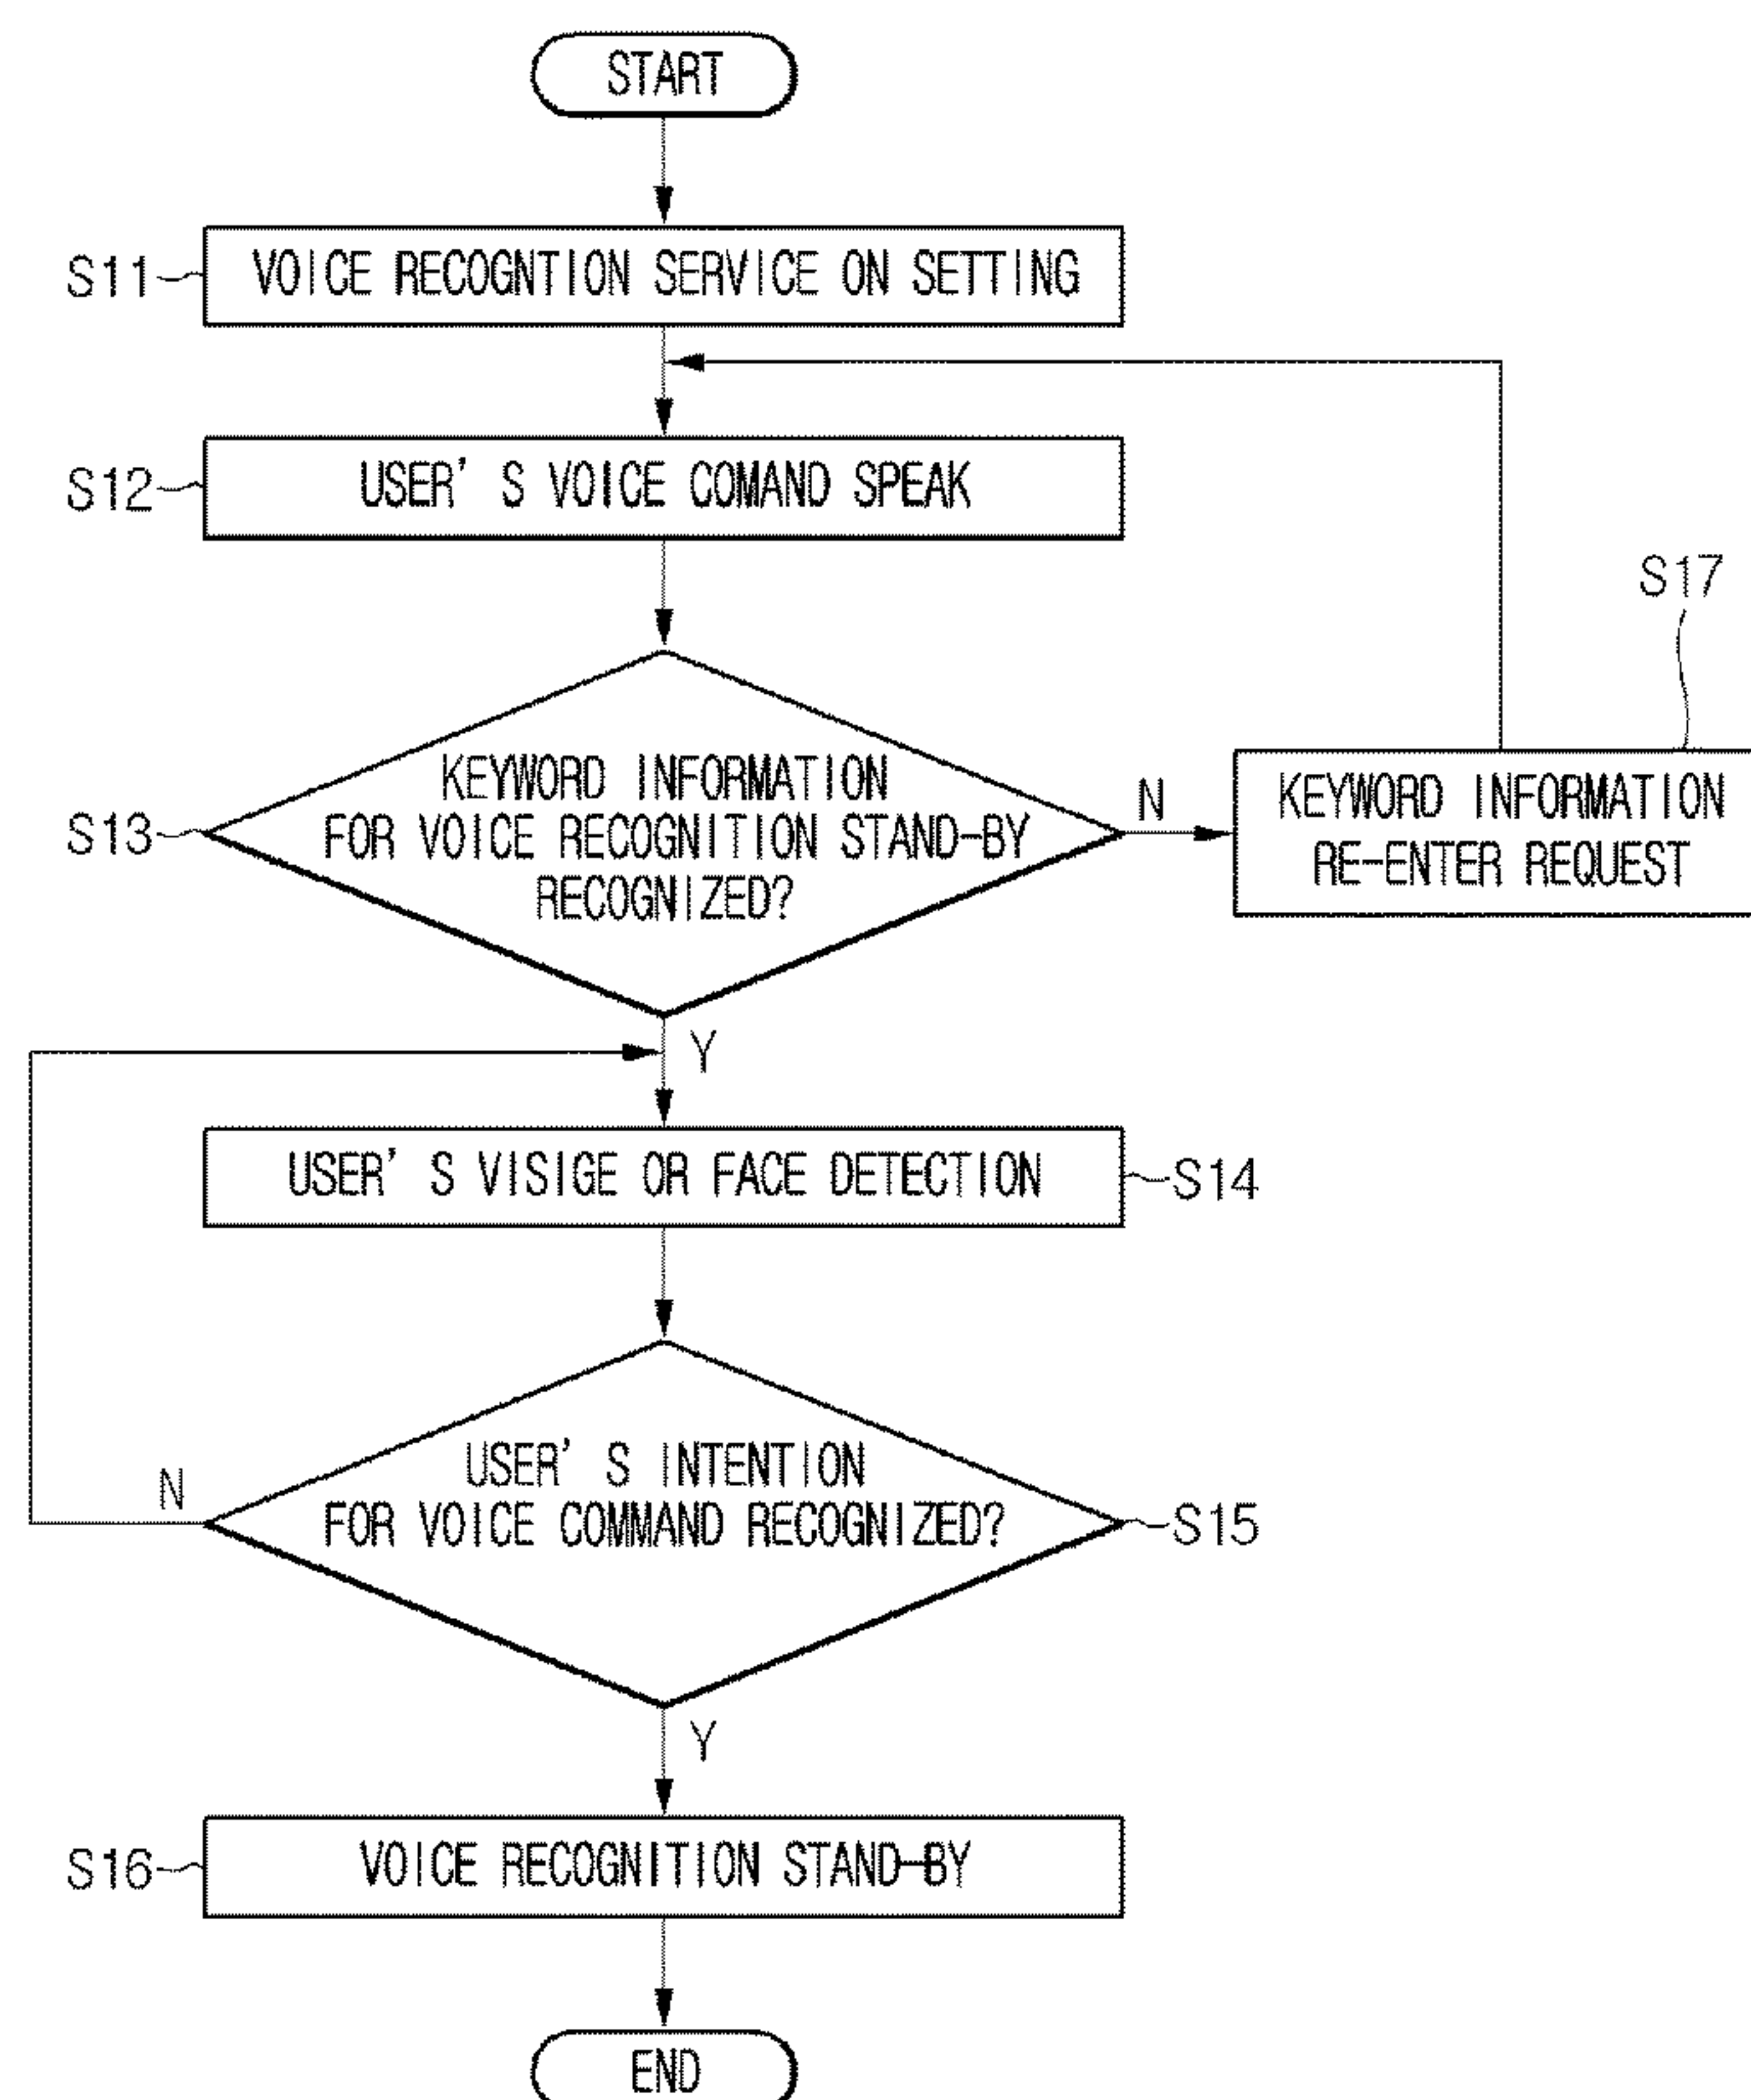 START
S11
VOICE RECOGNTION SERVICE ON SETTING
S12
USER' S VOICE COMAND SPEAK
S13
KEYWORD INFORMATION
FOR VOICE RECOGNITION STAND-BY
RECOGNIZED?
N
S17
KEYWORD INFORMATION
RE-ENTER REQUEST
Y
USER' S VISIGE OR FACE DETECTION
S14
N
USER' S INTENTION
FOR VOICE COMMAND RECOGNIZED?
S15
Y
S16
VOICE RECOGNITION STAND-BY
END